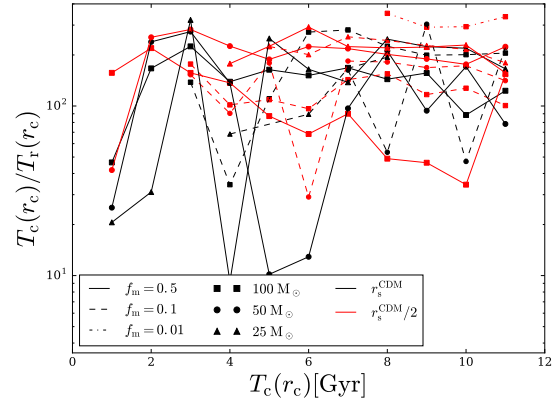 T_c(r_c)/T_r(r_c)
10^2
10^1
f_m = 0.5
f_m = 0.1
f_m = 0.01
100 M_⊙
50 M_⊙
25 M_⊙
r_s^CDM
r_s^CDM/2
0 2 4 6 8 10 12
T_c(r_c)[Gyr]